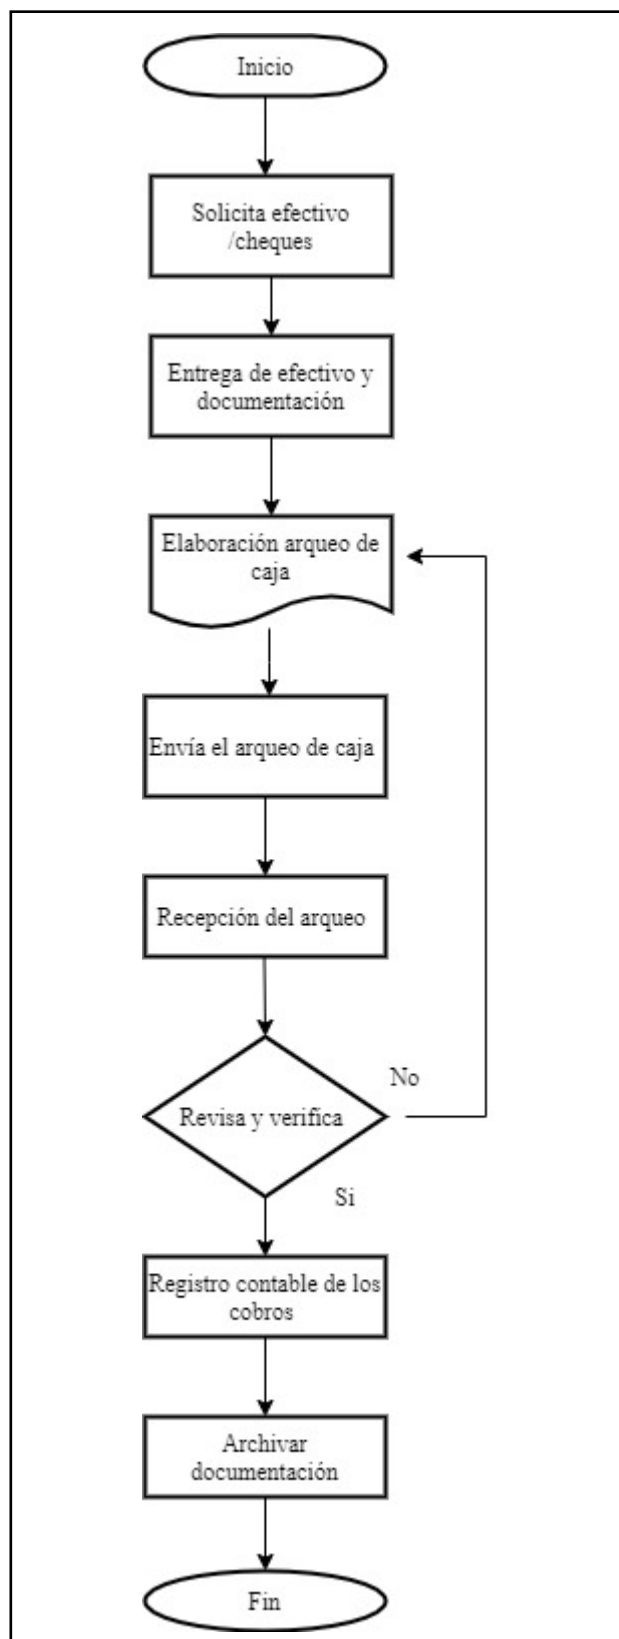 Inicio
Solicita efectivo
/cheques
Entrega de efectivo y
documentación
Elaboración arqueo de
caja
Envía el arqueo de caja
Recepción del arqueo
No
Revisa y verifíca
Si
Registro contable de los
cobros
Archivar
documentación
Fin